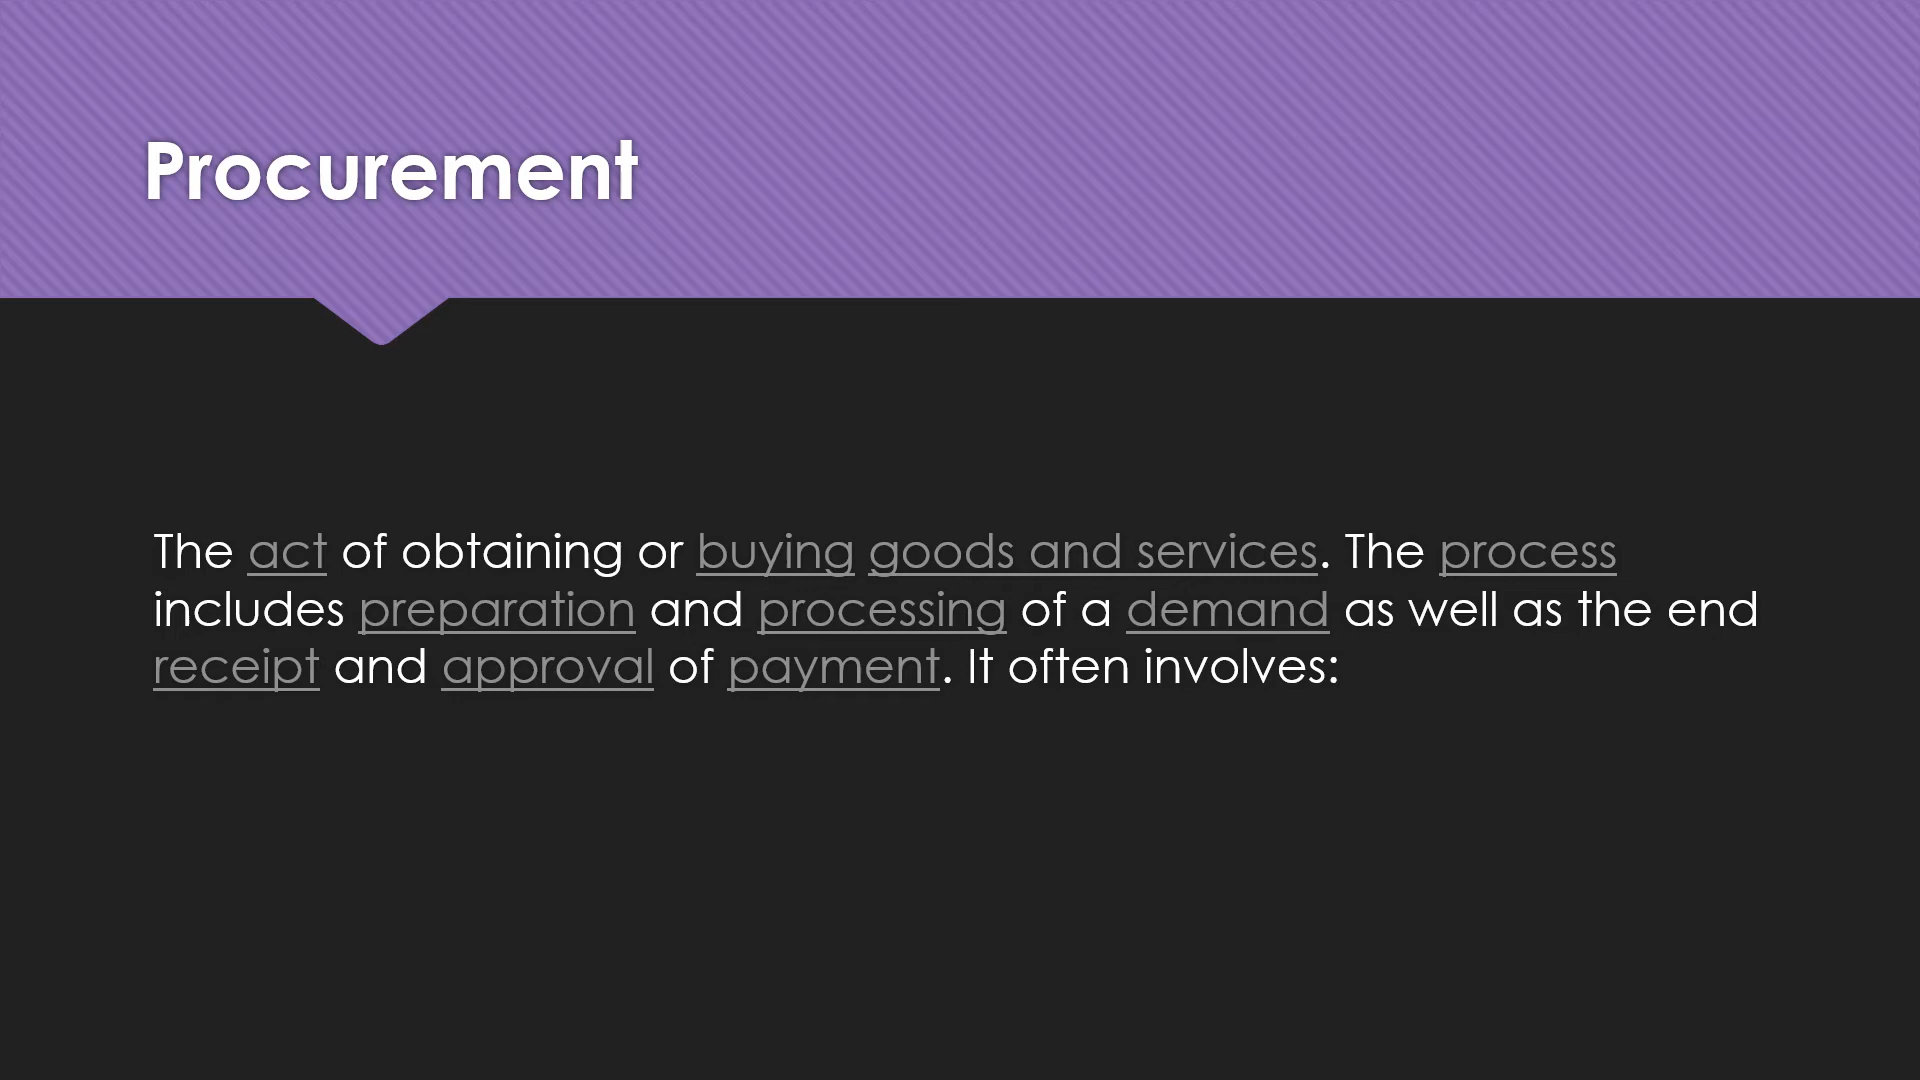 Procurement
The act of obtaining or buying goods and services. The process
includes preparation and processing of a demand as well as the end
receipt and approval of payment. It often involves: